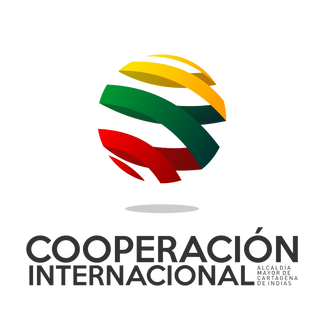 COOPERACIÓN
INTERNACIONAL
ALCALDÍA
MAYOR DE
CARTAGENA
DE INDIAS